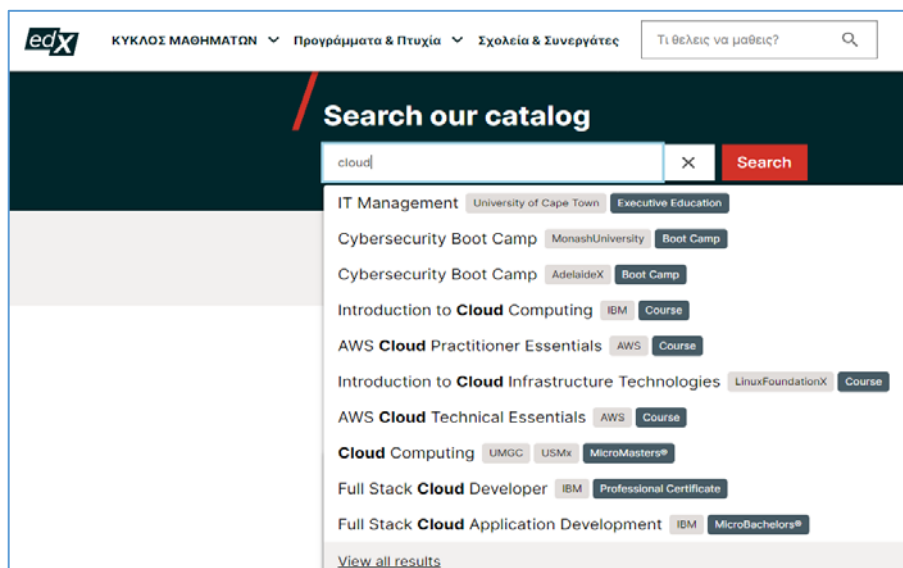 edX ΚΥΚΛΟΣ ΜΑΘΗΜΑΤΩΝ Προγράμματα & Πτυχία Σχολεία & Συνεργάτες Τι θελεις να μαθεις?
Search our catalog
cloud Search
IT Management University of Cape Town Executive Education
Cybersecurity Boot Camp MonashUniversity Boot Camp
Cybersecurity Boot Camp AdelaideX Boot Camp
Introduction to Cloud Computing IBM Course
AWS Cloud Practitioner Essentials AWS Course
Introduction to Cloud Infrastructure Technologies LinuxFoundationX Course
AWS Cloud Technical Essentials AWS Course
Cloud Computing UMGC USMx MicroMasters®
Full Stack Cloud Developer IBM Professional Certificate
Full Stack Cloud Application Development IBM MicroBachelors®
View all results